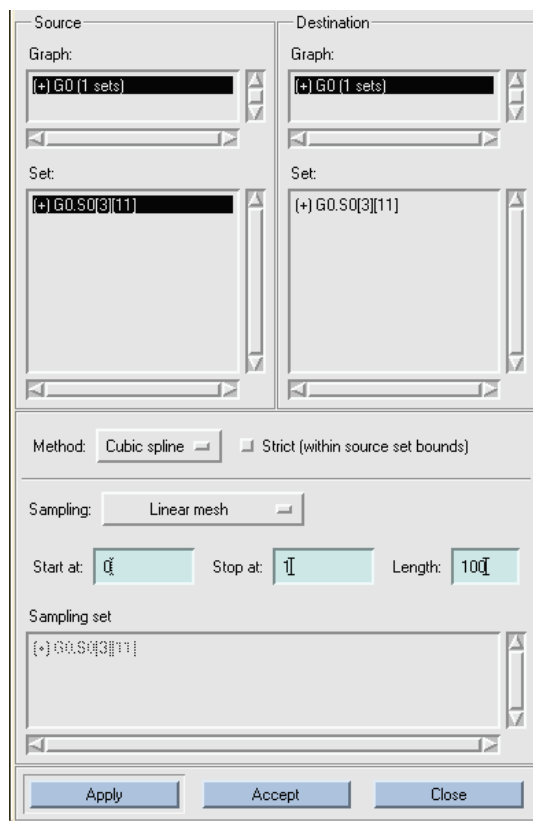 Source
Graph:
(+) G0 (1 sets)
Set:
(+) G0.S0[3][11]
Destination
Graph:
(+) G0 (1 sets)
Set:
(+) G0.S0[3][11]
Method: Cubic spline Strict (within source set bounds)
Sampling: Linear mesh
Start at: 0 Stop at: 1 Length: 100
Sampling set
(+) G0.S0[3][11]
Apply Accept Close